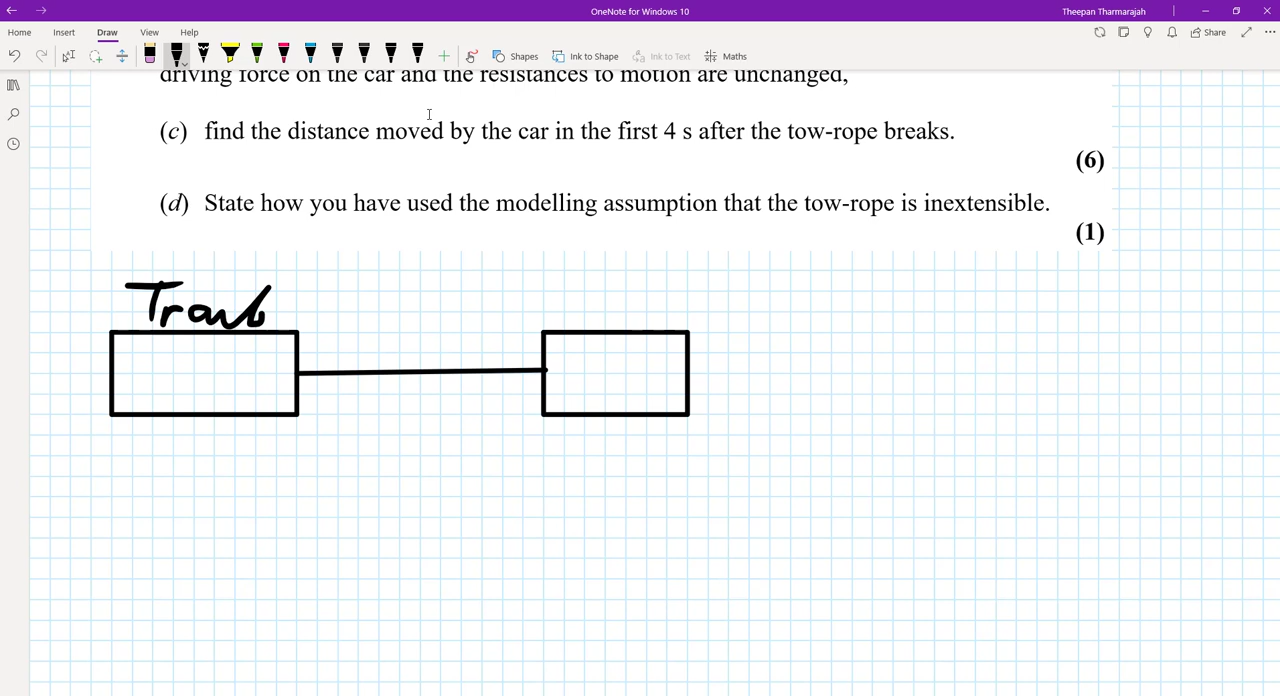 OneNote for Windows 10
Theepan Tharmarajah
Home Insert Draw View Help
Share
Shapes Ink to Shape Ink to Text Maths
driving force on the car and the resistances to motion are unchanged,
(c) find the distance moved by the car in the first 4 s after the tow-rope breaks.
(6)
(d) State how you have used the modelling assumption that the tow-rope is inextensible.
(1)